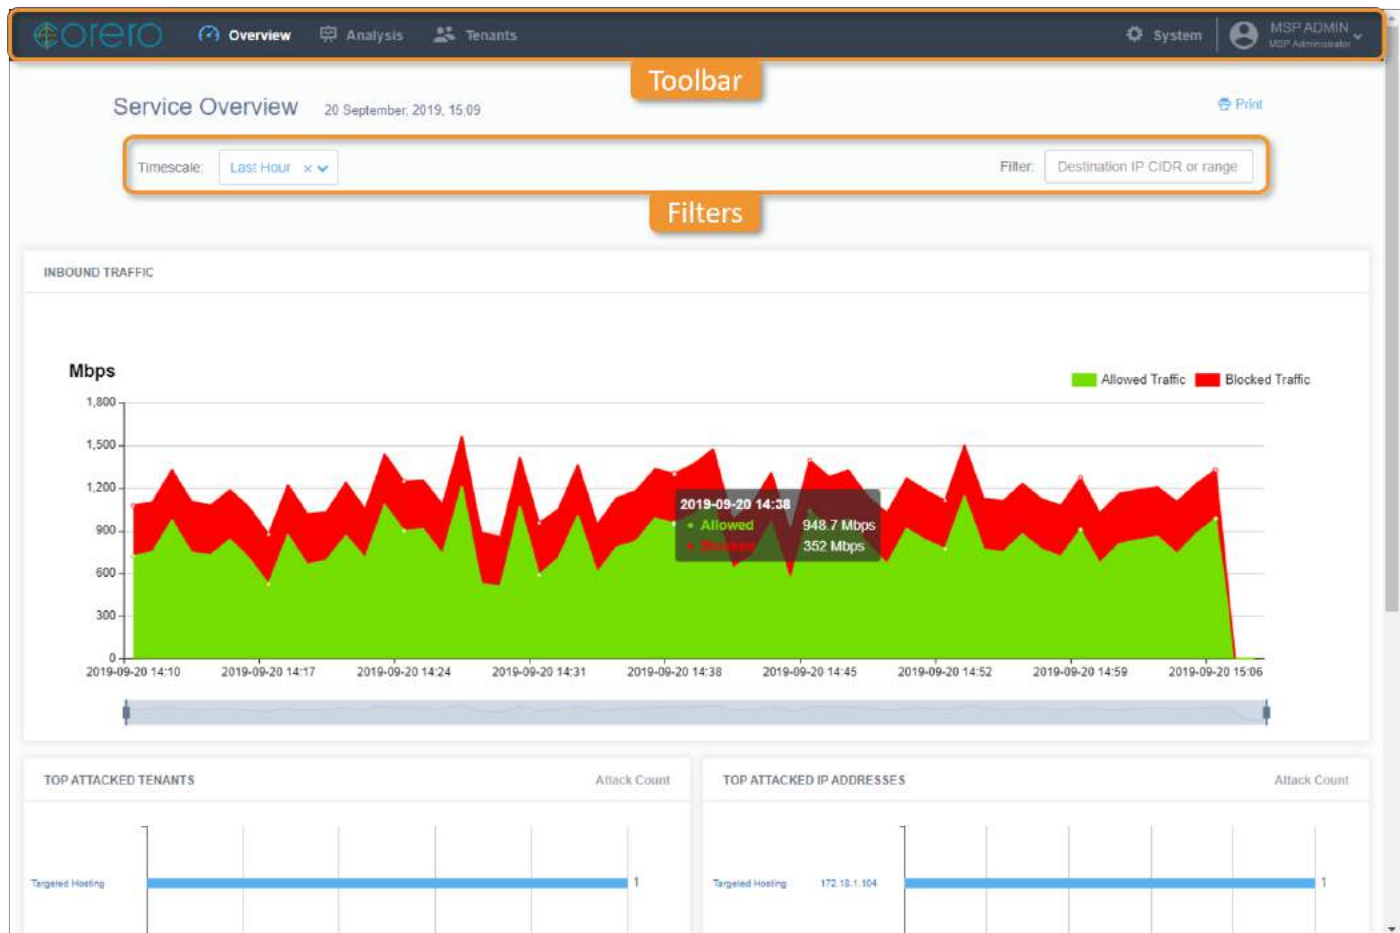 corero Overview Analysis Tenants System MSP ADMIN
MSP Administrator
Toolbar
Service Overview 20 September, 2019, 15:09 Print
Timescale: Last Hour Filter: Destination IP CIDR or range
Filters
INBOUND TRAFFIC
Mbps
Allowed Traffic Blocked Traffic
1,800
1,500
1,200
900
600
300
0
2019-09-20 14:38
Allowed 948.7 Mbps
Blocked 352 Mbps
2019-09-20 14:10 2019-09-20 14:17 2019-09-20 14:24 2019-09-20 14:31 2019-09-20 14:38 2019-09-20 14:45 2019-09-20 14:52 2019-09-20 14:59 2019-09-20 15:06
TOP ATTACKED TENANTS Attack Count
Targeted Hosting 1
TOP ATTACKED IP ADDRESSES Attack Count
Targeted Hosting 172.18.1.104 1